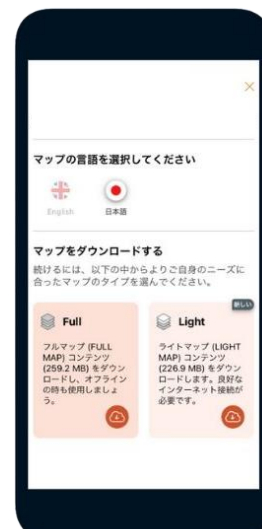 マップの言語を選択してください
English
日本語
マップをダウンロードする
続けるには、以下の中からよりご自身のニーズに
合ったマップのタイプを選んでください。
Full
フルマップ (FULL
MAP) コンテンツ
(259.2 MB) をダウン
ロードし、オフライン
の時も使用しましょ
う。
新しい
Light
ライトマップ (LIGHT
MAP) コンテンツ
(226.9 MB) をダウン
ロードします。良好な
インターネット接続が
必要です。